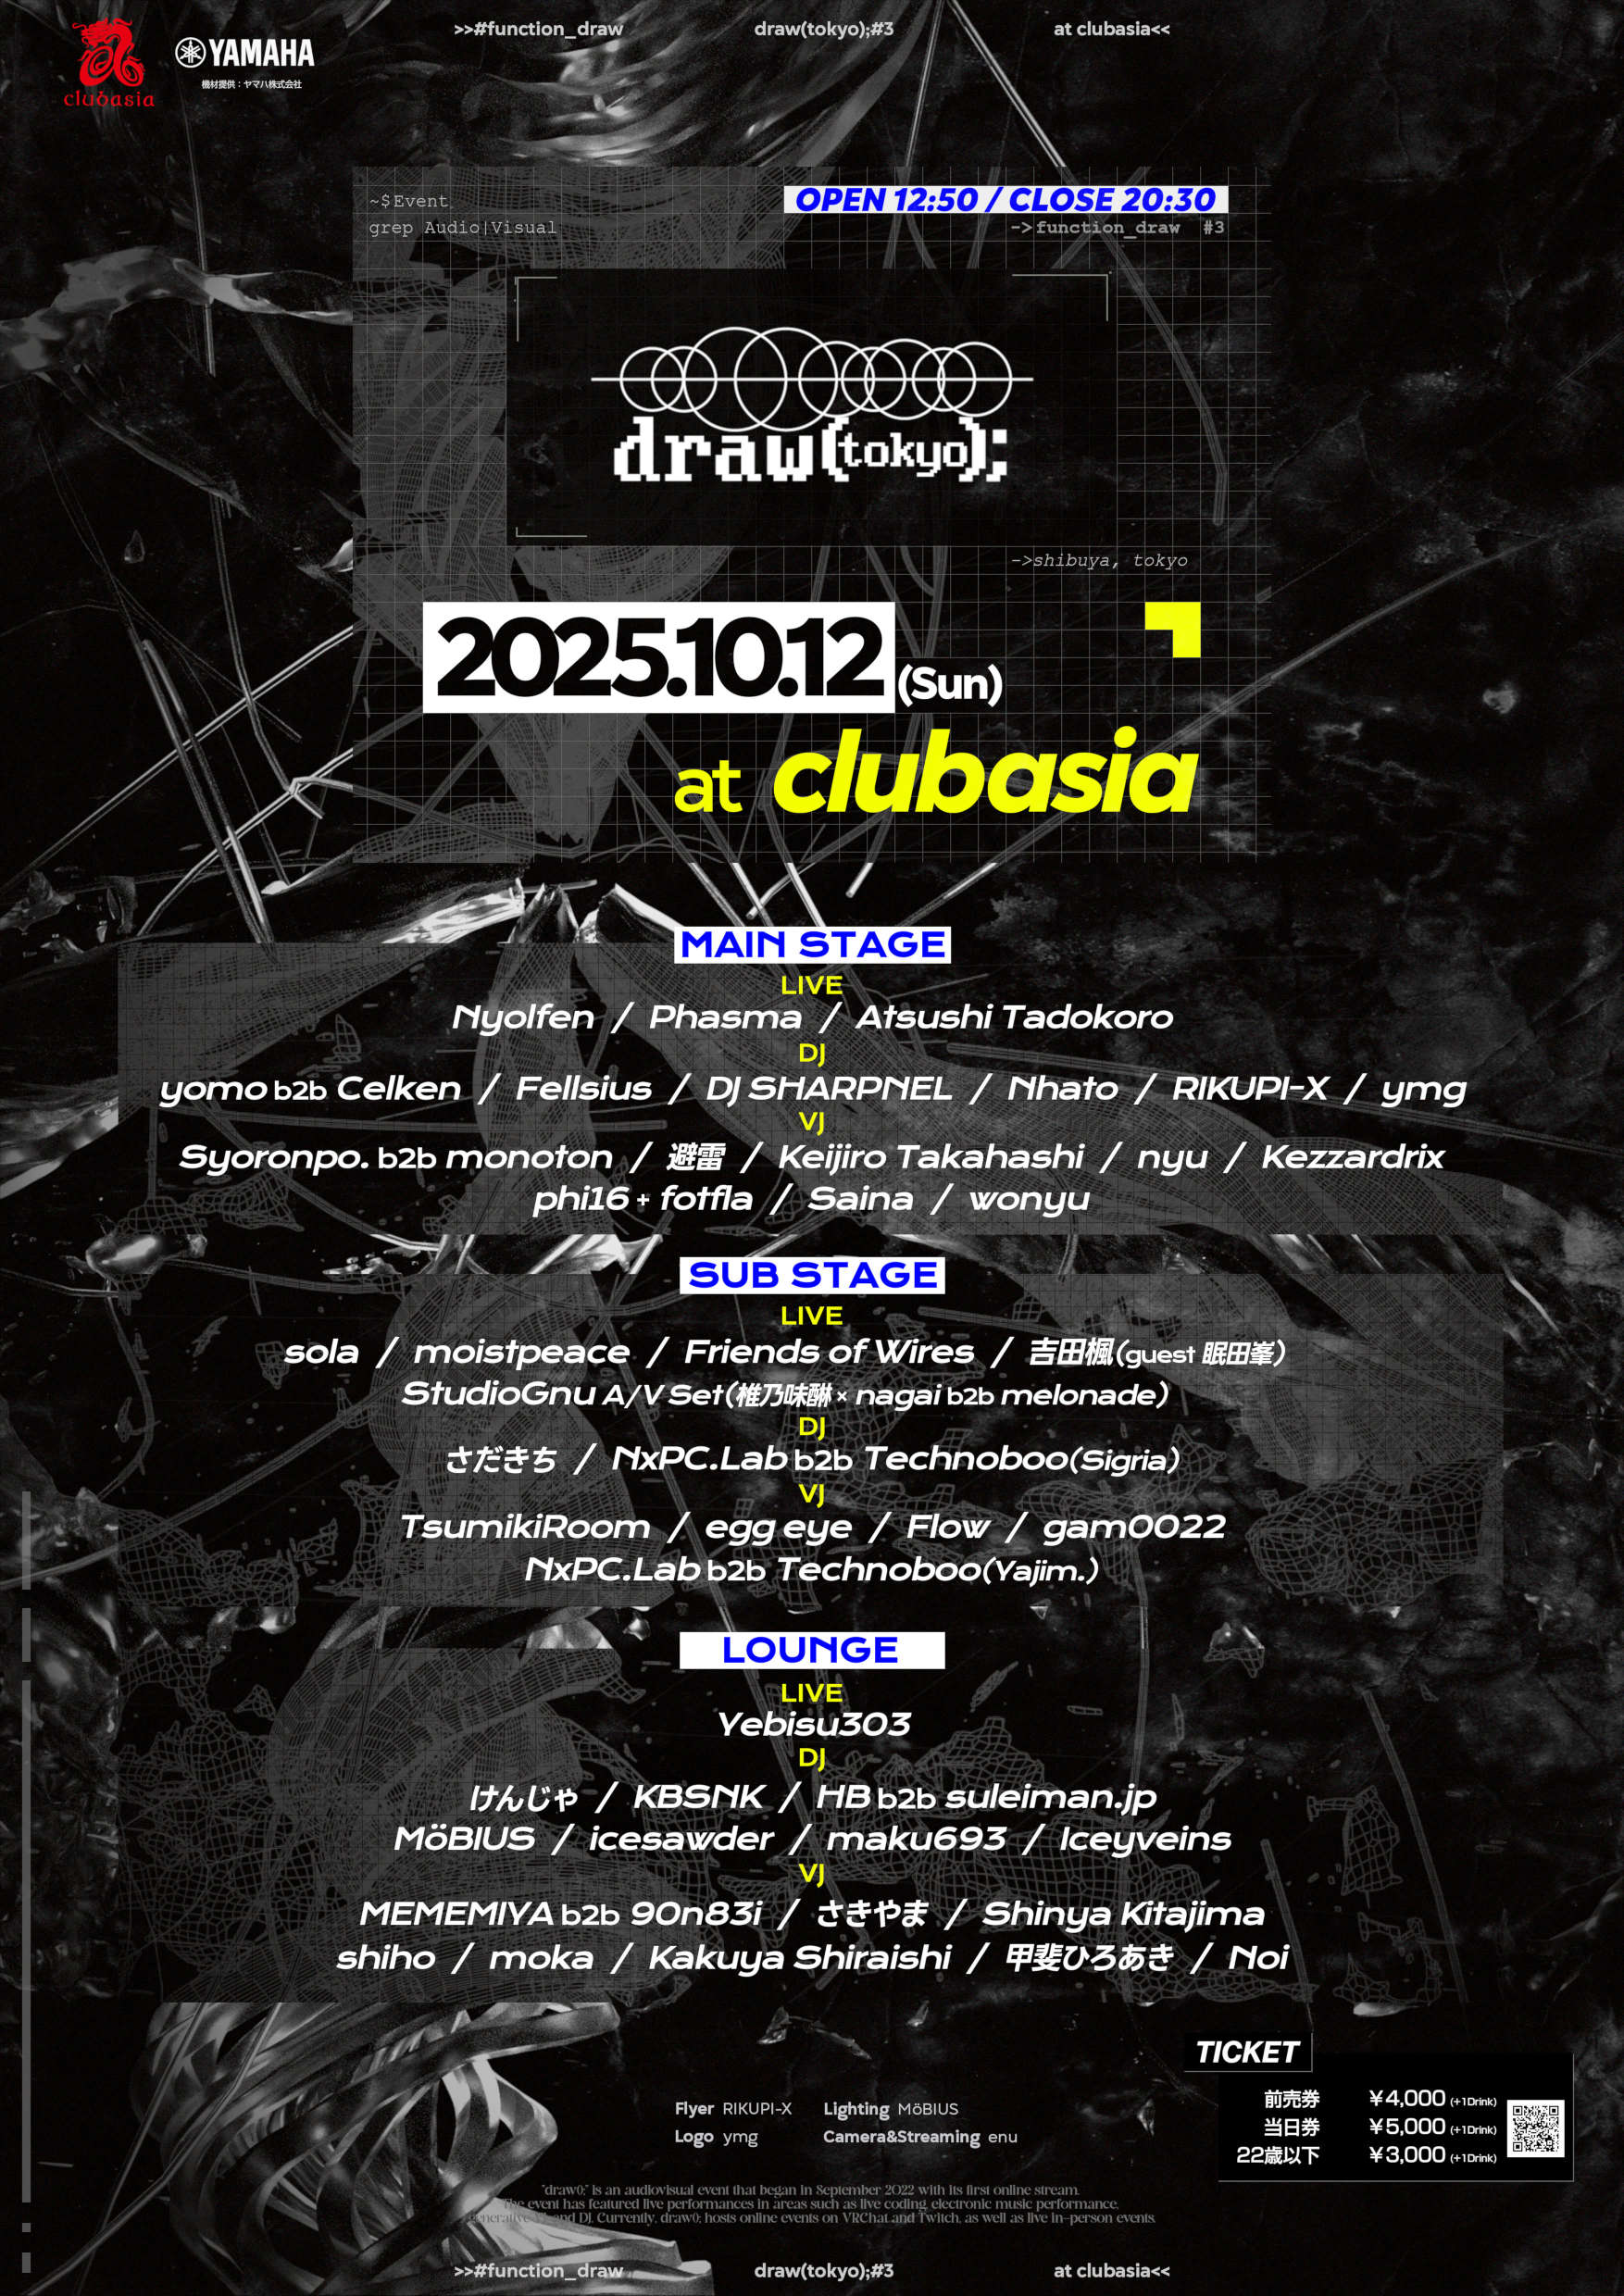 >>#function_draw draw(tokyo);#3 at clubasia<<
clubasia
YAMAHA
機材提供：ヤマハ株式会社
~$Event
grep Audio|Visual
OPEN 12:50 / CLOSE 20:30
->function_draw #3
draw(tokyo);
->shibuya, tokyo
2025.10.12 (Sun)
at clubasia
MAIN STAGE
LIVE
Nyolfen / Phasma / Atsushi Tadokoro
DJ
yomo b2b Celken / Fellsius / DJ SHARPNEL / Nhato / RIKUPI-X / ymg
VJ
Syoronpo. b2b monoton / 避雷 / Keijiro Takahashi / nyu / Kezzardrix
phi16 + fotfla / Saina / wonyu
SUB STAGE
LIVE
sola / moistpeace / Friends of Wires / 吉田楓(guest 眠田峯)
StudioGnu A/V Set(椎乃味醂 × nagai b2b melonade)
DJ
さだきち / NxPC.Lab b2b Technoboo(Sigria)
VJ
TsumikiRoom / egg eye / Flow / gam0022
NxPC.Lab b2b Technoboo(Yajim.)
LOUNGE
LIVE
Yebisu303
DJ
けんじゃ / KBSNK / HB b2b suleiman.jp
MöBIUS / icesawder / maku693 / Iceyveins
VJ
MEMEMIYA b2b 90n83i / さきやま / Shinya Kitajima
shiho / moka / Kakuya Shiraishi / 甲斐ひろあき / Noi
TICKET
前売券 ¥4,000 (+1Drink)
当日券 ¥5,000 (+1Drink)
22歳以下 ¥3,000 (+1Drink)
Flyer RIKUPI-X Lighting MöBIUS
Logo ymg Camera&Streaming enu
"draw();" is an audiovisual event that began in September 2022 with its first online stream.
The event has featured live performances in areas such as live coding, electronic music performance,
generative VJ, and DJ. Currently, draw(); hosts online events on VRChat and Twitch, as well as live in-person events.
>>#function_draw draw(tokyo);#3 at clubasia<<